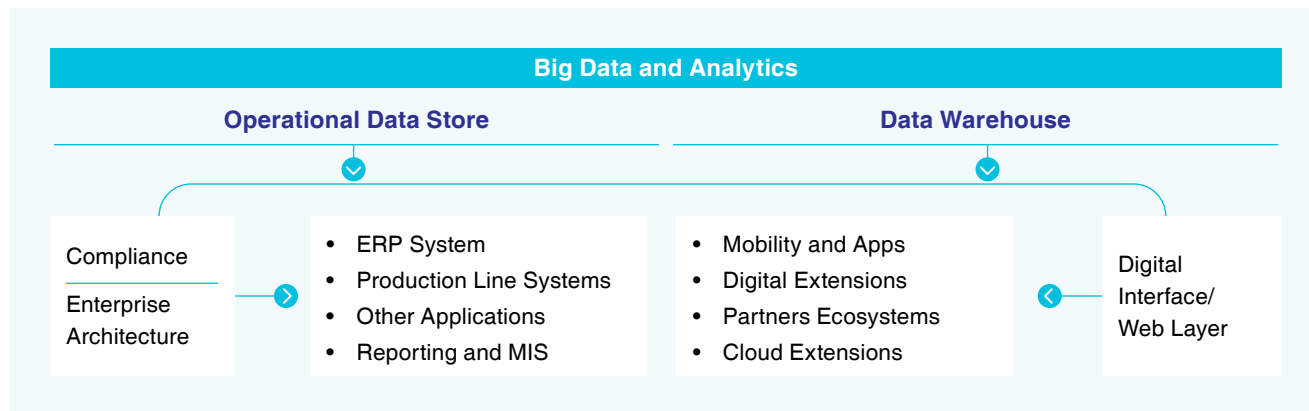 Big Data and Analytics
Operational Data Store
Data Warehouse
Compliance
Enterprise
Architecture
• ERP System
• Production Line Systems
• Other Applications
• Reporting and MIS
• Mobility and Apps
• Digital Extensions
• Partners Ecosystems
• Cloud Extensions
Digital
Interface/
Web Layer